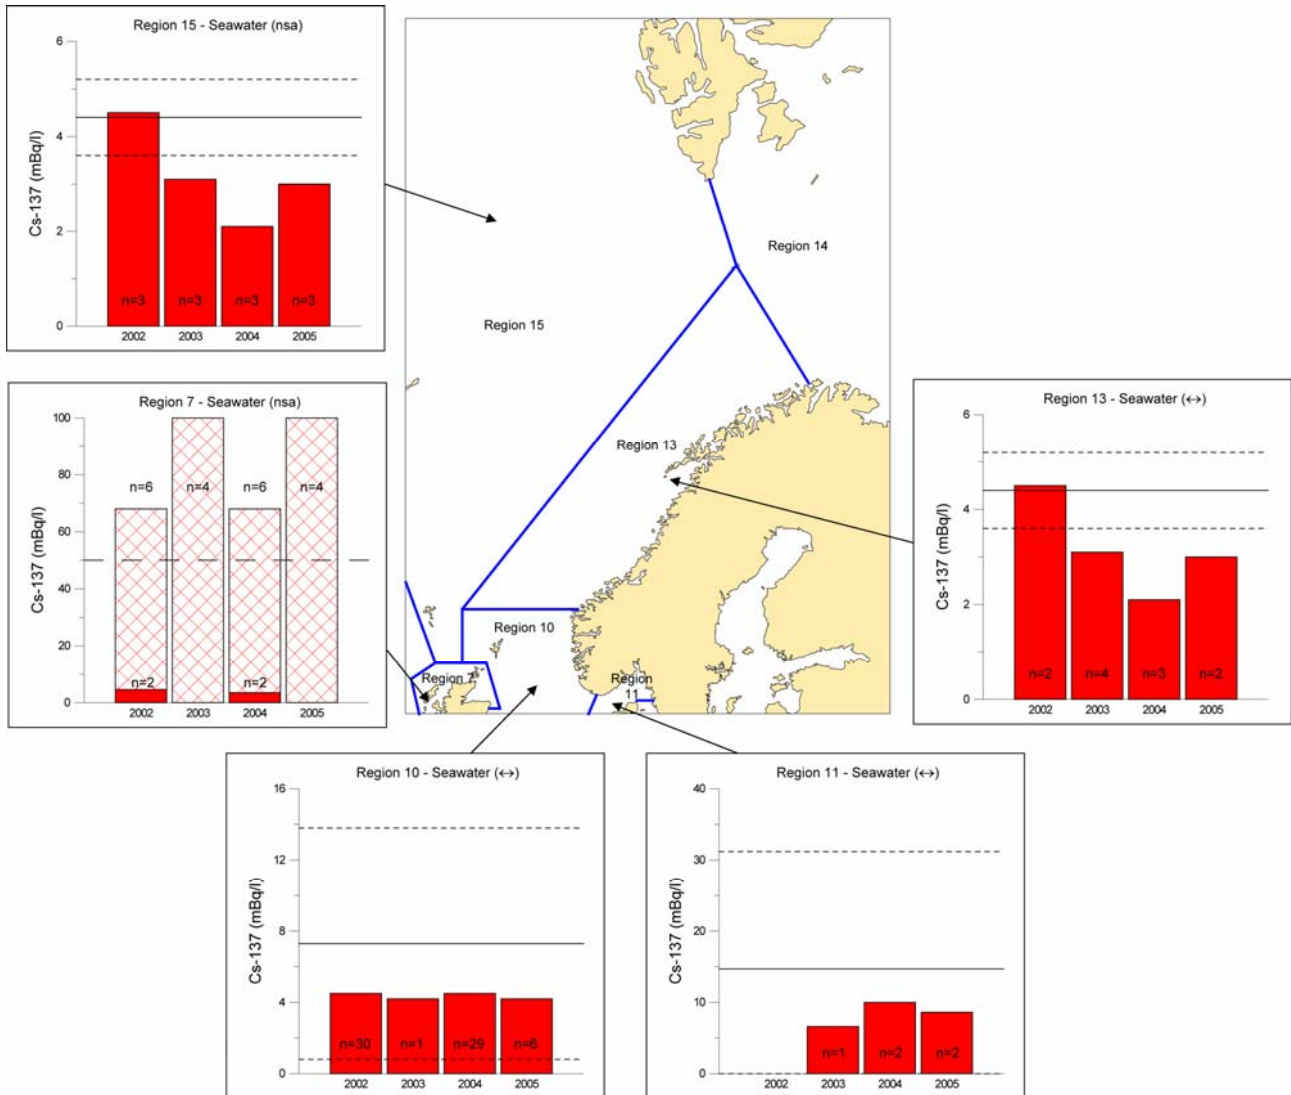 Region 15 - Seawater (nsa)
Cs-137 (mBq/l)
6
4
2
0
n=3
n=3
n=3
n=3
2002
2003
2004
2005
Region 14
Region 15
Region 13
Region 10
Region 7
Region
11
Region 7 - Seawater (nsa)
Cs-137 (mBq/l)
100
80
60
40
20
0
n=6
n=4
n=6
n=4
n=2
n=2
2002
2003
2004
2005
Region 13 - Seawater (↔)
Cs-137 (mBq/l)
6
4
2
0
n=2
n=4
n=3
n=2
2002
2003
2004
2005
Region 10 - Seawater (↔)
Cs-137 (mBq/l)
16
12
8
4
0
n=30
n=1
n=29
n=6
2002
2003
2004
2005
Region 11 - Seawater (↔)
Cs-137 (mBq/l)
40
30
20
10
0
n=1
n=2
n=2
2002
2003
2004
2005